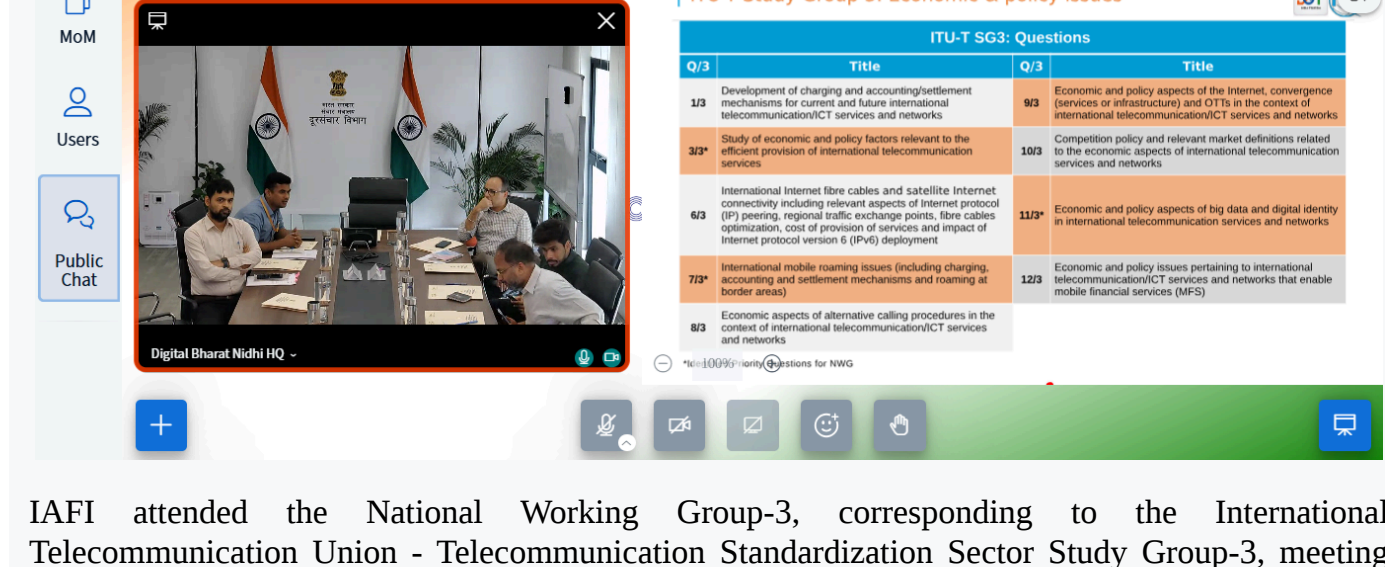 MoM
Users
Public
Chat
भारत सरकार
संचार मंत्रालय
दूरसंचार विभाग
Digital Bharat Nidhi HQ
ITU-T SG3: Questions
Q/3 Title Q/3 Title
1/3
Development of charging and accounting/settlement
mechanisms for current and future international
telecommunication/ICT services and networks
9/3
Economic and policy aspects of the Internet, convergence
(services or infrastructure) and OTTs in the context of
international telecommunication/ICT services and networks
3/3*
Study of economic and policy factors relevant to the
efficient provision of international telecommunication
services
10/3
Competition policy and relevant market definitions related
to the economic aspects of international telecommunication
services and networks
6/3
International Internet fibre cables and satellite Internet
connectivity including relevant aspects of Internet protocol
(IP) peering, regional traffic exchange points, fibre cables
optimization, cost of provision of services and impact of
Internet protocol version 6 (IPv6) deployment
11/3*
Economic and policy aspects of big data and digital identity
in international telecommunication services and networks
7/3*
International mobile roaming issues (including charging,
accounting and settlement mechanisms and roaming at
border areas)
12/3
Economic and policy issues pertaining to international
telecommunication/ICT services and networks that enable
mobile financial services (MFS)
8/3
Economic aspects of alternative calling procedures in the
context of international telecommunication/ICT services
and networks
100%
Questions for NWG
IAFI attended the National Working Group-3, corresponding to the International
Telecommunication Union - Telecommunication Standardization Sector Study Group-3, meeting